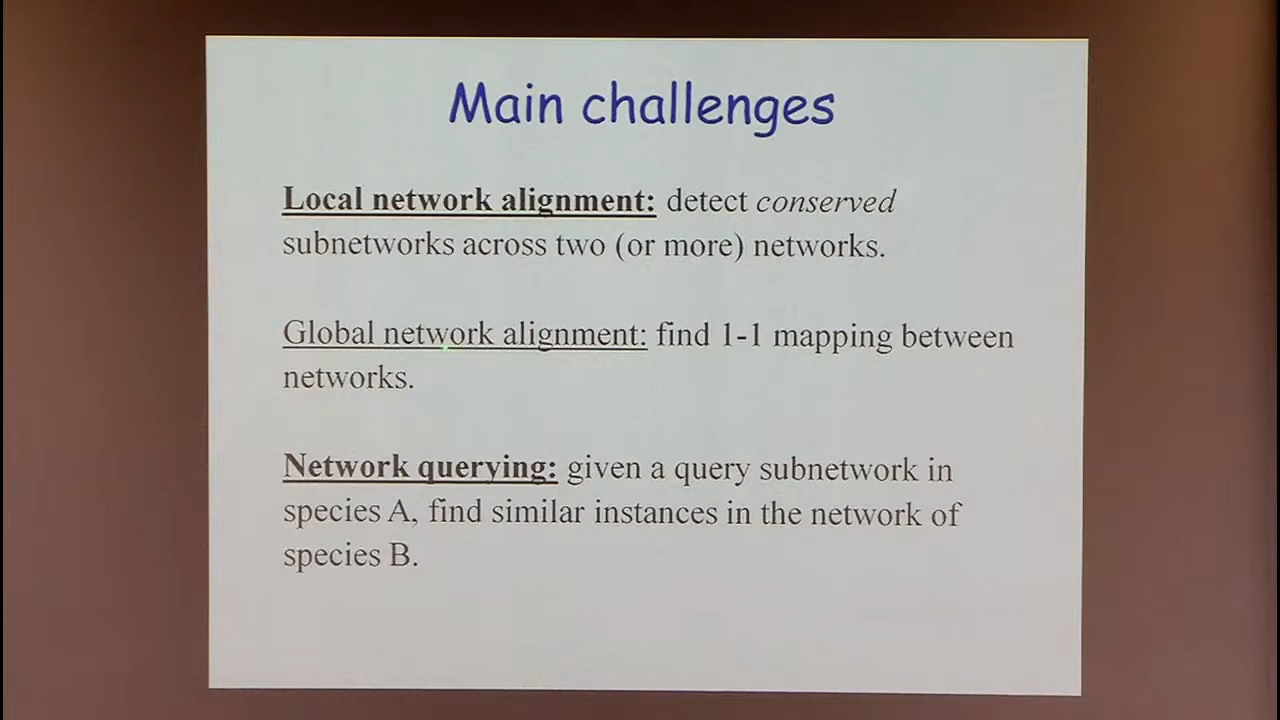 Main challenges
Local network alignment: detect conserved
subnetworks across two (or more) networks.
Global network alignment: find 1-1 mapping between
networks.
Network querying: given a query subnetwork in
species A, find similar instances in the network of
species B.